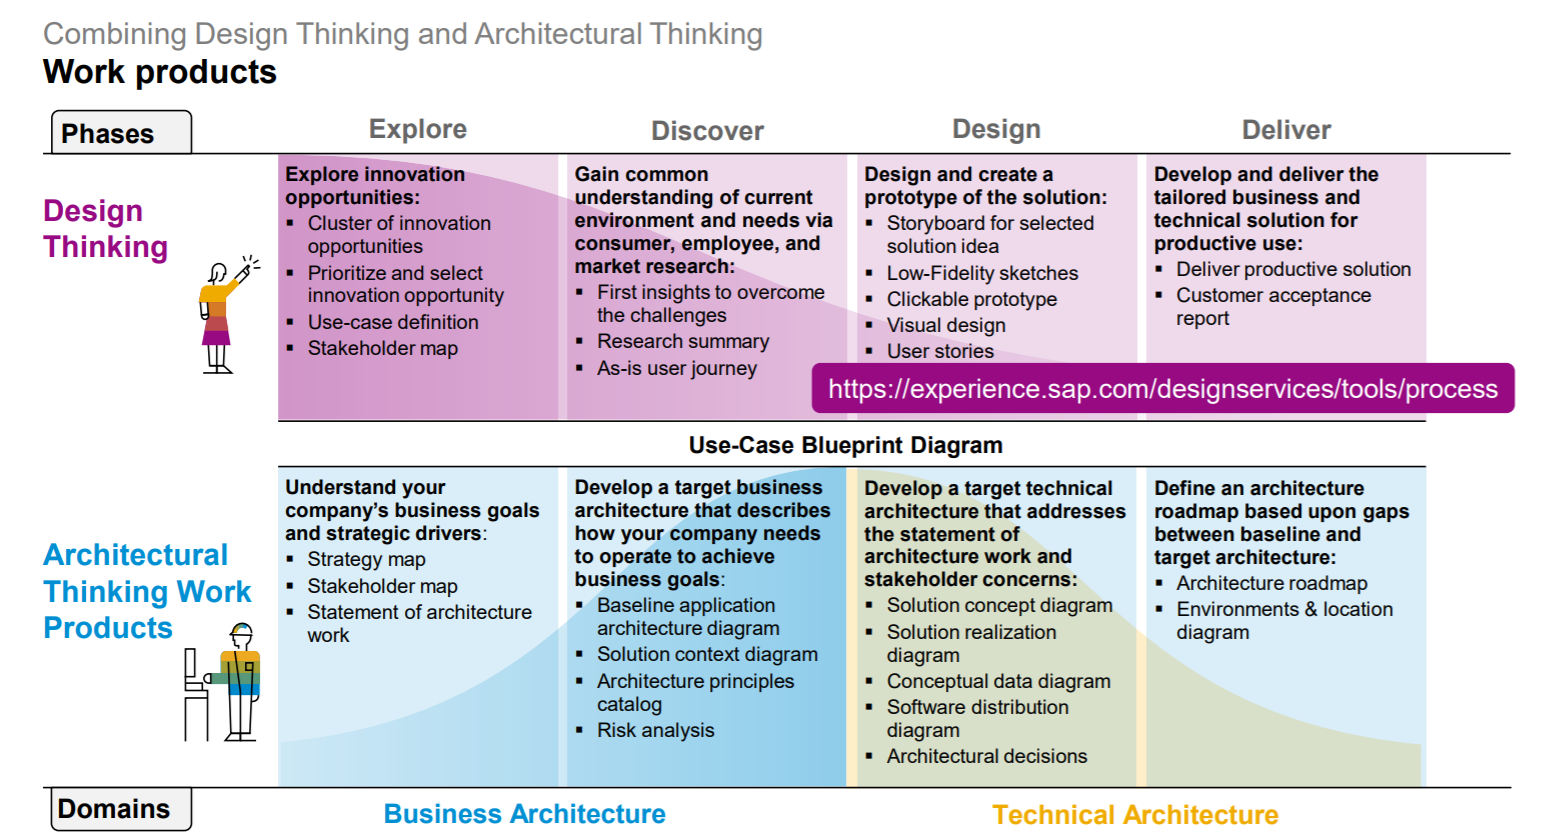 Combining Design Thinking and Architectural Thinking
Work products
Phases
Explore
Discover
Design
Deliver
Design
Thinking
Explore innovation
opportunities:
▪ Cluster of innovation
opportunities
▪ Prioritize and select
innovation opportunity
▪ Use-case definition
▪ Stakeholder map
Gain common
understanding of current
environment and needs via
consumer, employee, and
market research:
▪ First insights to overcome
the challenges
▪ Research summary
▪ As-is user journey
Design and create a
prototype of the solution:
▪ Storyboard for selected
solution idea
▪ Low-Fidelity sketches
▪ Clickable prototype
▪ Visual design
▪ User stories
Develop and deliver the
tailored business and
technical solution for
productive use:
▪ Deliver productive solution
▪ Customer acceptance
report
https://experience.sap.com/designservices/tools/process
Use-Case Blueprint Diagram
Architectural
Thinking Work
Products
Understand your
company’s business goals
and strategic drivers:
▪ Strategy map
▪ Stakeholder map
▪ Statement of architecture
work
Develop a target business
architecture that describes
how your company needs
to operate to achieve
business goals:
▪ Baseline application
architecture diagram
▪ Solution context diagram
▪ Architecture principles
catalog
▪ Risk analysis
Develop a target technical
architecture that addresses
the statement of
architecture work and
stakeholder concerns:
▪ Solution concept diagram
▪ Solution realization
diagram
▪ Conceptual data diagram
▪ Software distribution
diagram
▪ Architectural decisions
Define an architecture
roadmap based upon gaps
between baseline and
target architecture:
▪ Architecture roadmap
▪ Environments & location
diagram
Domains
Business Architecture
Technical Architecture